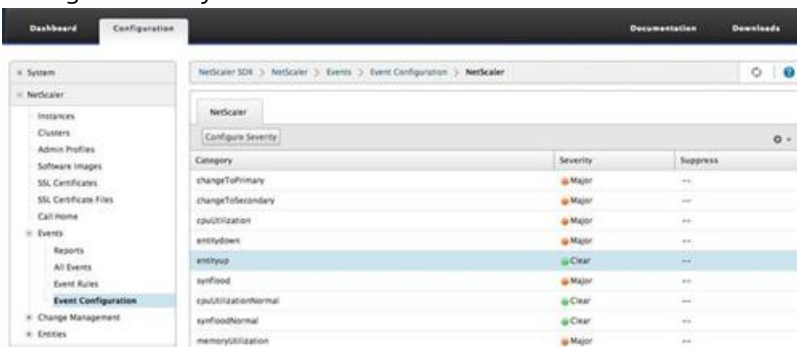 Dashboard
Configuration
Documentation
Downloads
System
NetScaler
Instances
Clusters
Admin Profiles
Software Images
SSL Certificates
SSL Certificate Files
Call Home
Events
Reports
All Events
Event Rules
Event Configuration
Change Management
Entities
NetScaler SDX > NetScaler > Events > Event Configuration > NetScaler
NetScaler
Configure Severity
Category Severity Suppress
changeToPrimary Major --
changeToSecondary Major --
cpuUtilization Major --
entitydown Major --
entityup Clear --
synflood Major --
cpuUtilizationNormal Clear --
synfloodNormal Clear --
memoryUtilization Major --